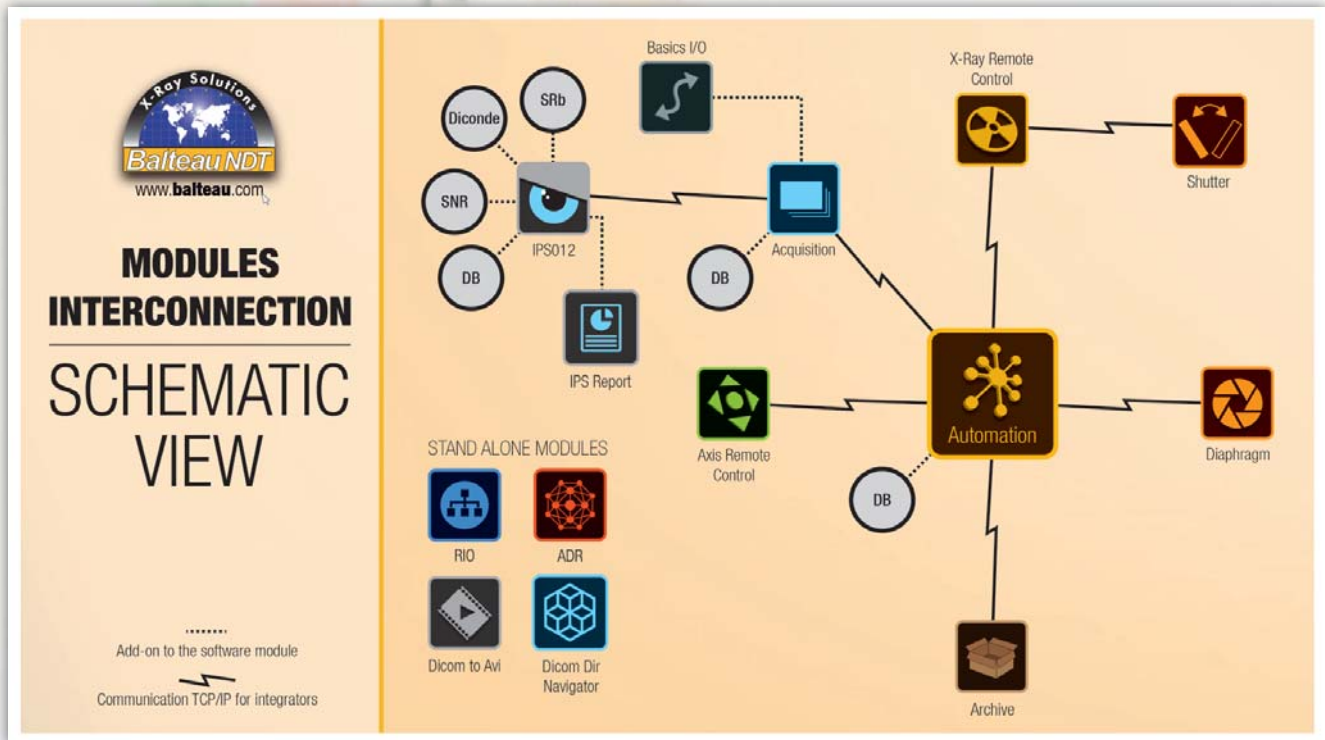 X-Ray Solutions
Balteau NDT
www.balteau.com
MODULES
INTERCONNECTION
SCHEMATIC
VIEW
Add-on to the software module
Communication TCP/IP for integrators
Basics I/O
X-Ray Remote
Control
SRb
Diconde
SNR
DB
IPS012
DB
Acquisition
Shutter
IPS Report
Axis Remote
Control
Automation
Diaphragm
DB
STAND ALONE MODULES
RIO
ADR
Dicom to Avi
Dicom Dir
Navigator
Archive